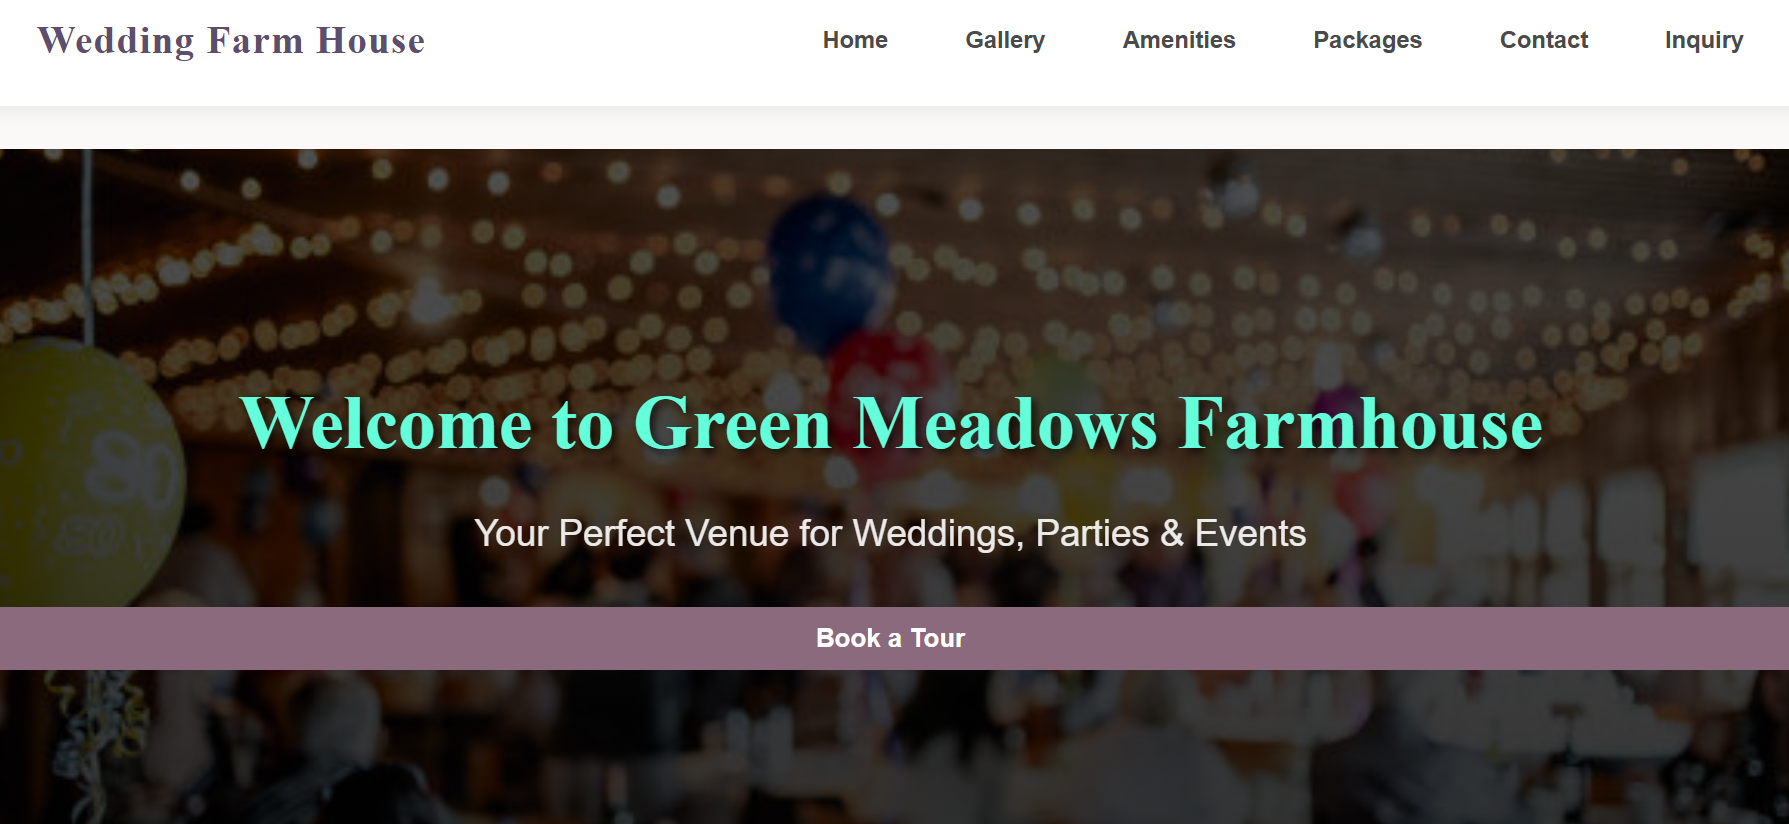 Wedding Farm House
Home Gallery Amenities Packages Contact Inquiry
Welcome to Green Meadows Farmhouse
80
Your Perfect Venue for Weddings, Parties & Events
Book a Tour